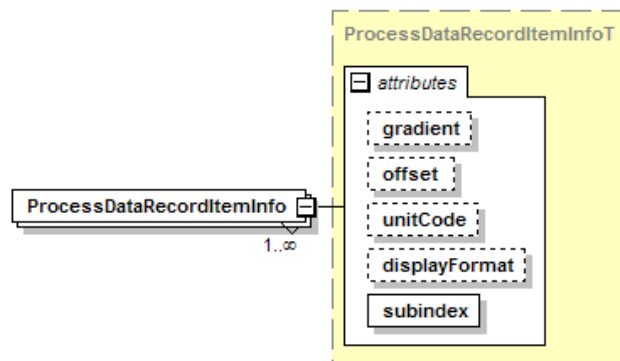 ProcessDataRecordItemInfoT
attributes
gradient
offset
unitCode
displayFormat
subindex
ProcessDataRecordItemInfo
1..∞